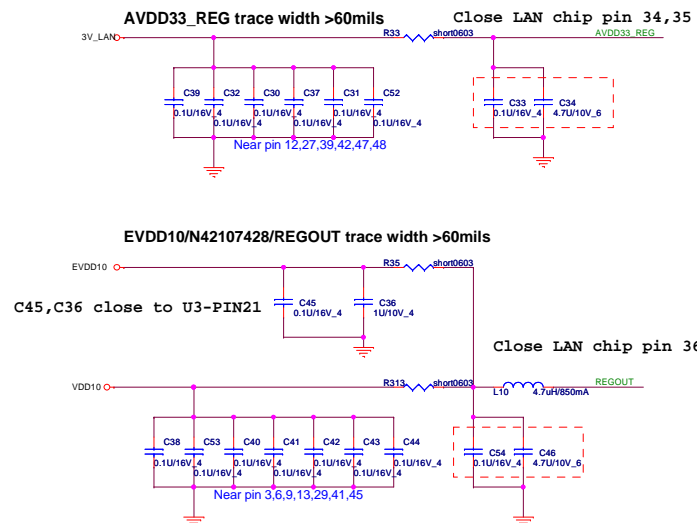 AVDD33_REG trace width >60mils
Close LAN chip pin 34,35
3V_LAN
R33
short0603
AVDD33_REG
C39
0.1U/16V_4
C32
0.1U/16V_4
C30
0.1U/16V_4
C37
0.1U/16V_4
C31
0.1U/16V_4
C52
0.1U/16V_4
C33
0.1U/16V_4
C34
4.7U/10V_6
Near pin 12,27,39,42,47,48
EVDD10/N42107428/REGOUT trace width >60mils
EVDD10
R35
short0603
C45,C36 close to U3-PIN21
C45
0.1U/16V_4
C36
1U/10V_4
Close LAN chip pin 36
VDD10
R313
short0603
L10
4.7uH/850mA
REGOUT
C38
0.1U/16V_4
C53
0.1U/16V_4
C40
0.1U/16V_4
C41
0.1U/16V_4
C42
0.1U/16V_4
C43
0.1U/16V_4
C44
0.1U/16V_4
C54
0.1U/16V_4
C46
4.7U/10V_6
Near pin 3,6,9,13,29,41,45